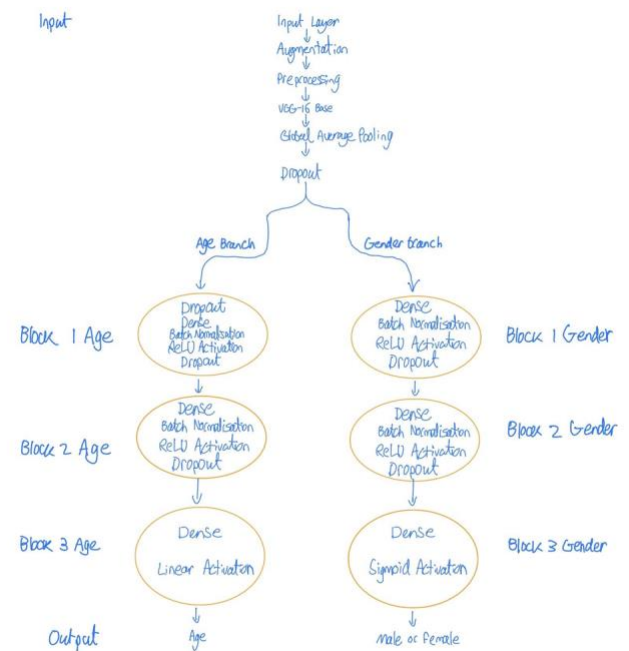 Input
Input Layer
Augmentation
Preprocessing
VGG-16 Base
Global Average Pooling
Dropout
Age Branch
Gender branch
Block 1 Age
Dropout
Dense
Batch Normalisation
ReLU Activation
Dropout
Dense
Batch Normalisation
ReLU Activation
Dropout
Block 1 Gender
Block 2 Age
Dense
Batch Normalisation
ReLU Activation
Dropout
Dense
Batch Normalisation
ReLU Activation
Dropout
Block 2 Gender
Block 3 Age
Dense
Linear Activation
Dense
Sigmoid Activation
Block 3 Gender
Output
Age
Male or Female